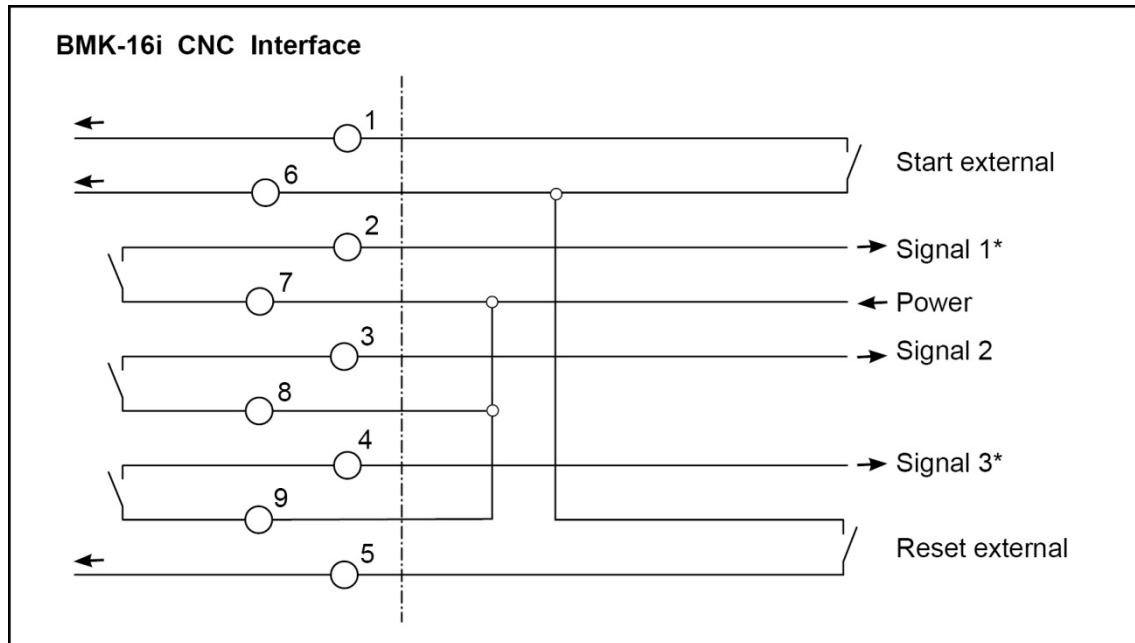 BMK-16i CNC Interface
1
Start external
6
2
Signal 1*
7
Power
3
Signal 2
8
4
Signal 3*
9
Reset external
5